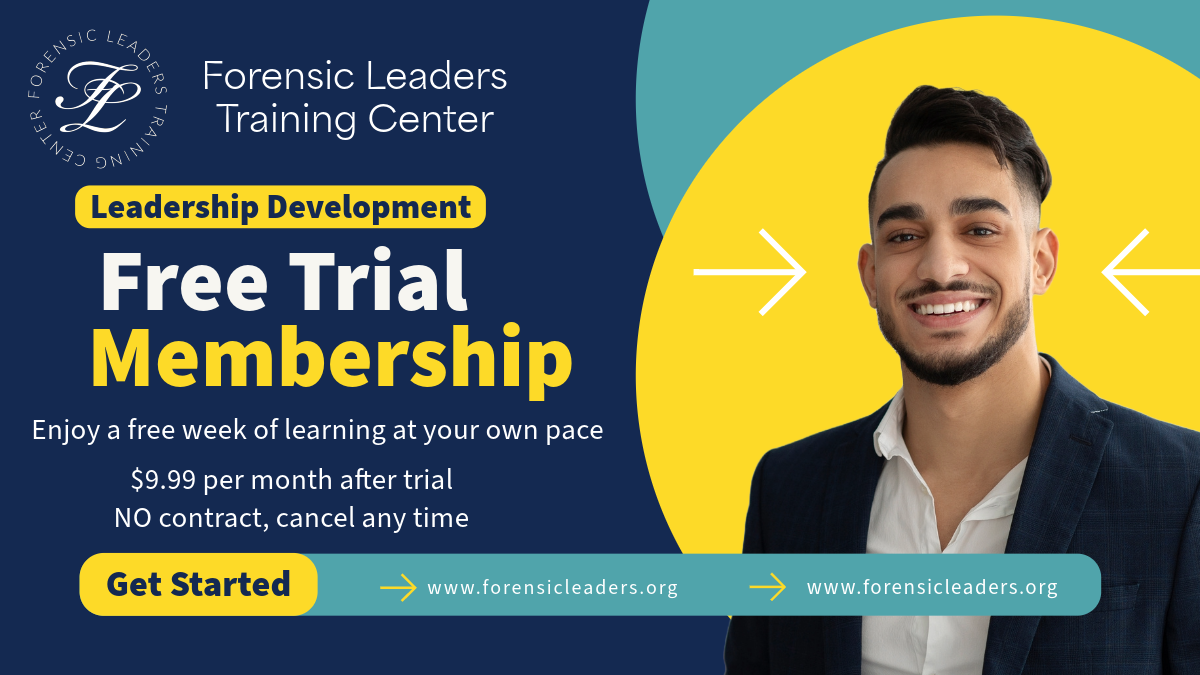 FORENSIC LEADERS TRAINING CENTER
FL
Forensic Leaders
Training Center
Leadership Development
Free Trial
Membership
Enjoy a free week of learning at your own pace
$9.99 per month after trial
NO contract, cancel any time
Get Started
www.forensicleaders.org
www.forensicleaders.org